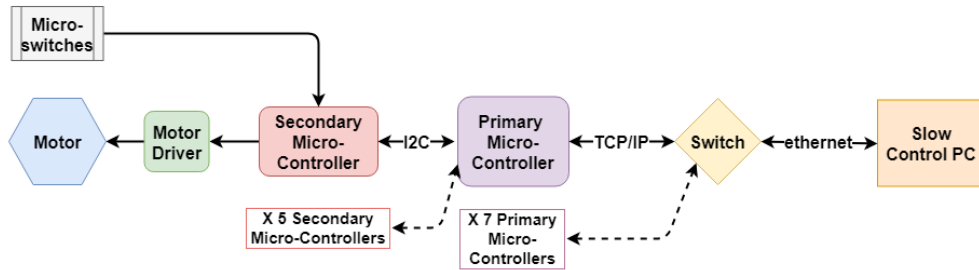 Micro-
switches
Motor
Motor
Driver
Secondary
Micro-
Controller
I2C
Primary
Micro-
Controller
TCP/IP
Switch
ethernet
Slow
Control PC
X 5 Secondary
Micro-Controllers
X 7 Primary
Micro-
Controllers